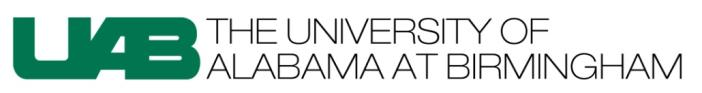 UAB
THE UNIVERSITY OF
ALABAMA AT BIRMINGHAM